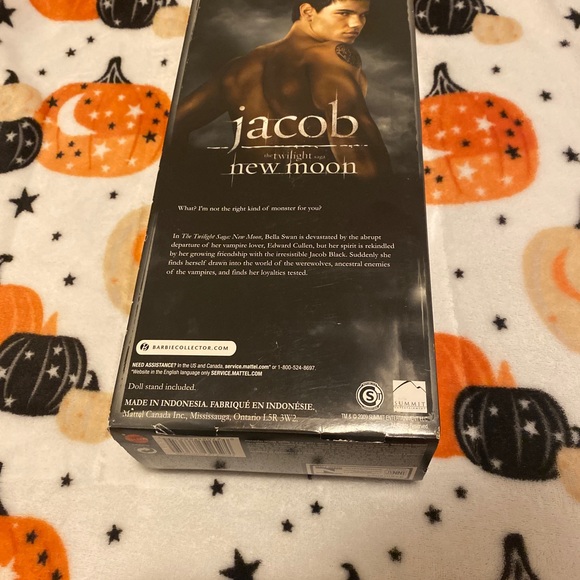 jacob
the twilight saga
new moon
What? I'm not the right kind of monster for you?
In The Twilight Saga: New Moon, Bella Swan is devastated by the abrupt
departure of her vampire lover, Edward Cullen, but her spirit is rekindled
by her growing friendship with the irresistible Jacob Black. Suddenly she
finds herself drawn into the world of the werewolves, ancestral enemies
of the vampires, and finds her loyalties tested.
BARBIECOLLECTOR.COM
NEED ASSISTANCE? In the US and Canada, service.mattel.com* or 1-800-524-8697.
*Website in the English language only SERVICE.MATTEL.COM
Doll stand included.
MADE IN INDONESIA. FABRIQUÉ EN INDONÉSIE.
Mattel Canada Inc., Mississauga, Ontario L5R 3W2.
S
SUMMIT
TM & © 2009 SUMMIT